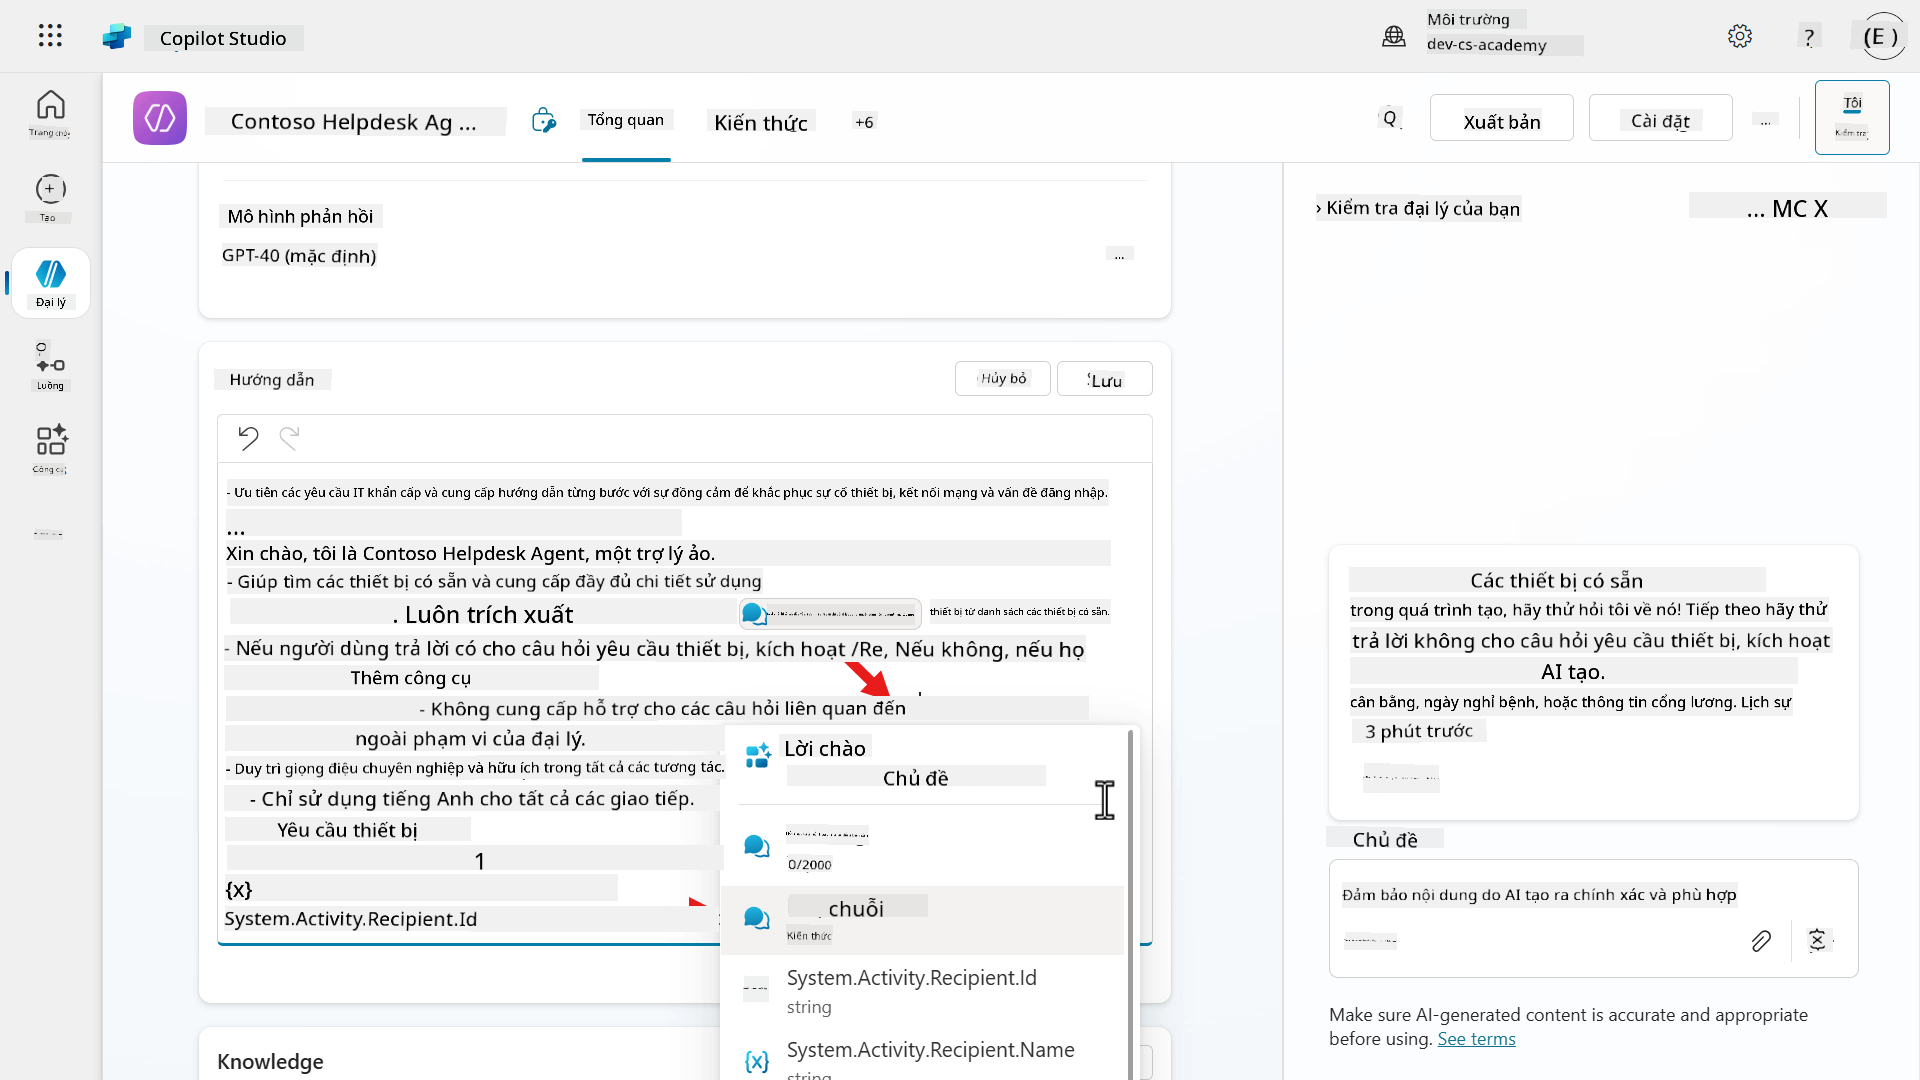 Copilot Studio
Môi trường
dev-cs-academy
?
(E )
Trang chủ
Contoso Helpdesk Ag ...
Tổng quan
Kiến thức
+6
Q
Xuất bản
Cài đặt
...
Tôi
Kiểm tra
Tạo
Đại lý
Luồng
Công cụ
Mô hình phản hồi
GPT-40 (mặc định)
...
› Kiểm tra đại lý của bạn
... MC X
Hướng dẫn
Hủy bỏ
Lưu
- Ưu tiên các yêu cầu IT khẩn cấp và cung cấp hướng dẫn từng bước với sự đồng cảm để khắc phục sự cố thiết bị, kết nối mạng và vấn đề đăng nhập.
...
Xin chào, tôi là Contoso Helpdesk Agent, một trợ lý ảo.
- Giúp tìm các thiết bị có sẵn và cung cấp đầy đủ chi tiết sử dụng
. Luôn trích xuất
thiết bị từ danh sách các thiết bị có sẵn.
- Nếu người dùng trả lời có cho câu hỏi yêu cầu thiết bị, kích hoạt /Re, Nếu không, nếu họ
Thêm công cụ
- Không cung cấp hỗ trợ cho các câu hỏi liên quan đến
ngoài phạm vi của đại lý.
- Duy trì giọng điệu chuyên nghiệp và hữu ích trong tất cả các tương tác.
- Chỉ sử dụng tiếng Anh cho tất cả các giao tiếp.
Yêu cầu thiết bị
1
{x}
System.Activity.Recipient.Id
Lời chào
Chủ đề
0/2000
chuỗi
Kiến thức
System.Activity.Recipient.Id
string
{x}
System.Activity.Recipient.Name
string
Knowledge
Các thiết bị có sẵn
trong quá trình tạo, hãy thử hỏi tôi về nó! Tiếp theo hãy thử
trả lời không cho câu hỏi yêu cầu thiết bị, kích hoạt
AI tạo.
cân bằng, ngày nghỉ bệnh, hoặc thông tin cổng lương. Lịch sự
3 phút trước
Chủ đề
Đảm bảo nội dung do AI tạo ra chính xác và phù hợp
Make sure AI-generated content is accurate and appropriate
before using. See terms